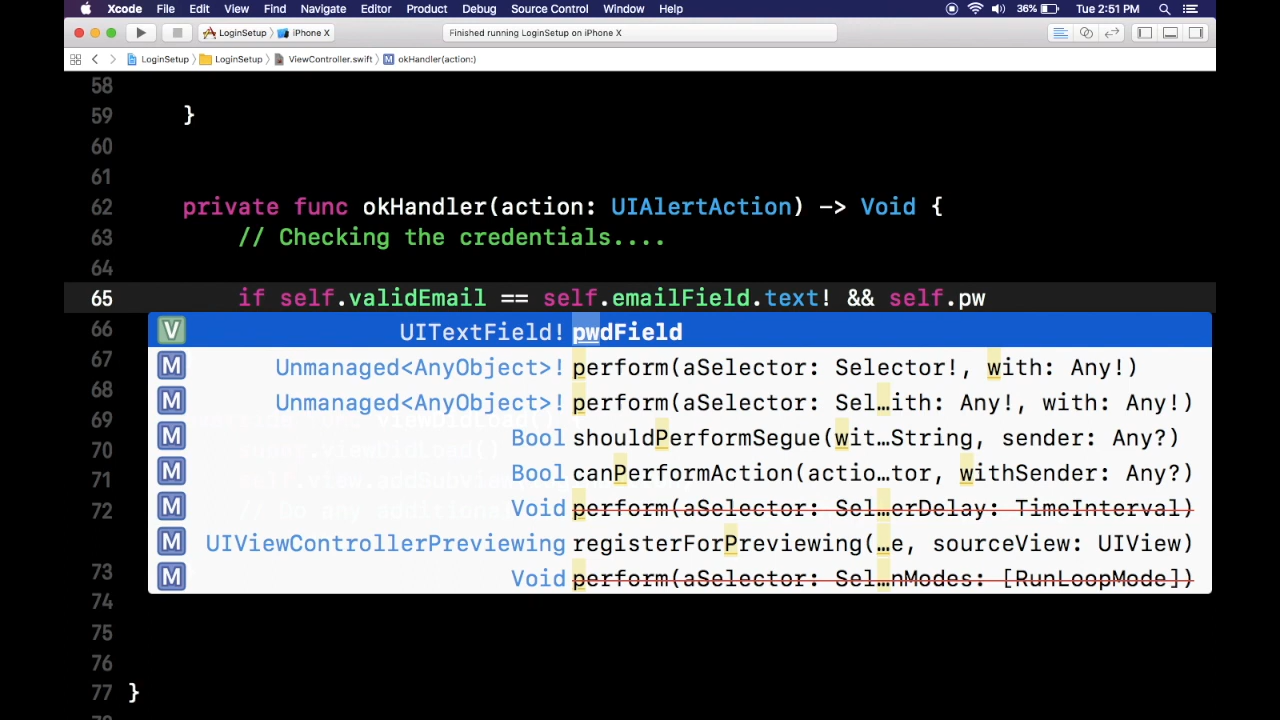 Xcode File Edit View Find Navigate Editor Product Debug Source Control Window Help 36% Tue 2:51 PM
LoginSetup iPhone X Finished running LoginSetup on iPhone X
LoginSetup LoginSetup ViewController.swift M okHandler(action:)
58
59 }
60
61
62 private func okHandler(action: UIAlertAction) -> Void {
63 // Checking the credentials....
64
65 if self.validEmail == self.emailField.text! && self.pw
66 V UITextField! pwdField
67 M Unmanaged<AnyObject>! perform(aSelector: Selector!, with: Any!)
68 M Unmanaged<AnyObject>! perform(aSelector: Sel…ith: Any!, with: Any!)
69 M Bool shouldPerformSegue(wit…String, sender: Any?)
70
71 M Bool canPerformAction(actio…tor, withSender: Any?)
72 M Void perform(aSelector: Sel…erDelay: TimeInterval)
M UIViewControllerPreviewing registerForPreviewing(…e, sourceView: UIView)
73 M Void perform(aSelector: Sel…nModes: [RunLoopMode])
74
75
76
77 }